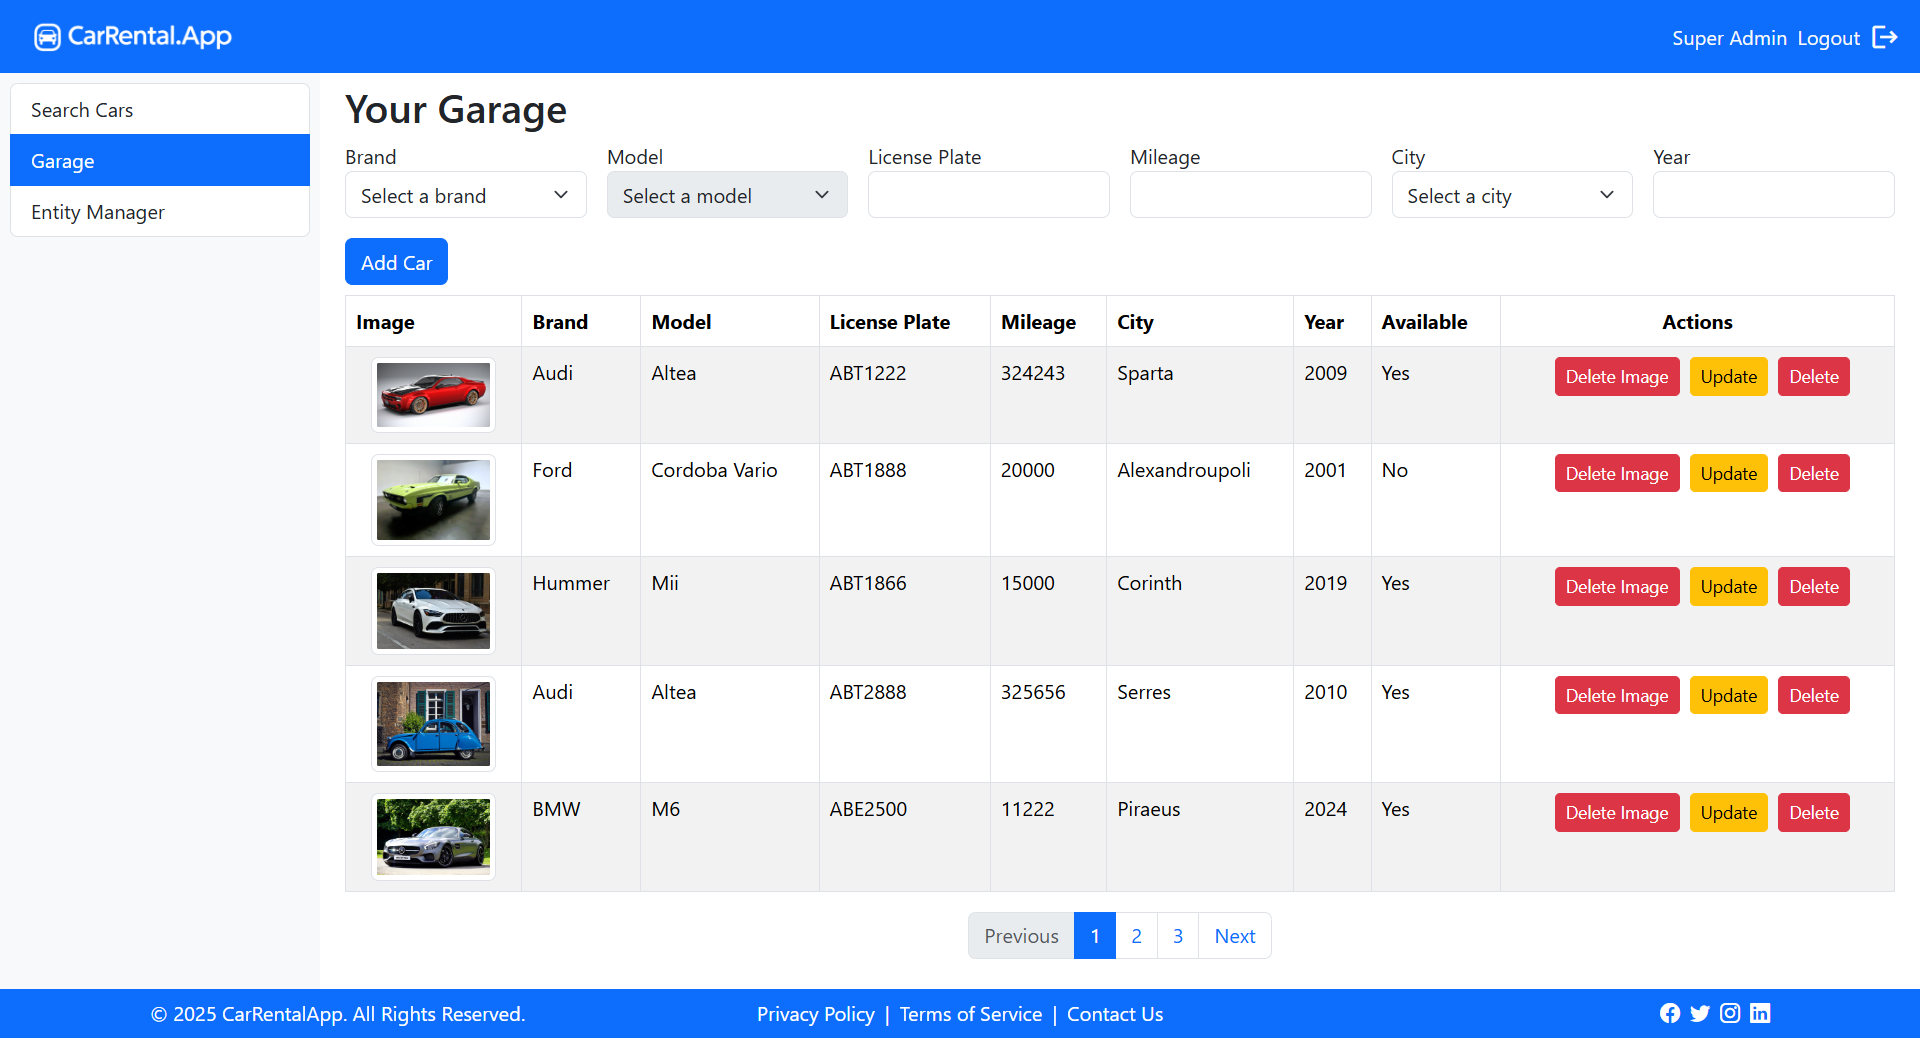 CarRental.App
Super Admin Logout
Search Cars
Garage
Entity Manager
Your Garage
Brand Model License Plate Mileage City Year
Select a brand Select a model Select a city
Add Car
Image Brand Model License Plate Mileage City Year Available Actions
Audi Altea ABT1222 324243 Sparta 2009 Yes Delete Image Update Delete
Ford Cordoba Vario ABT1888 20000 Alexandroupoli 2001 No Delete Image Update Delete
Hummer Mii ABT1866 15000 Corinth 2019 Yes Delete Image Update Delete
Audi Altea ABT2888 325656 Serres 2010 Yes Delete Image Update Delete
BMW M6 ABE2500 11222 Piraeus 2024 Yes Delete Image Update Delete
Previous 1 2 3 Next
© 2025 CarRentalApp. All Rights Reserved. Privacy Policy | Terms of Service | Contact Us